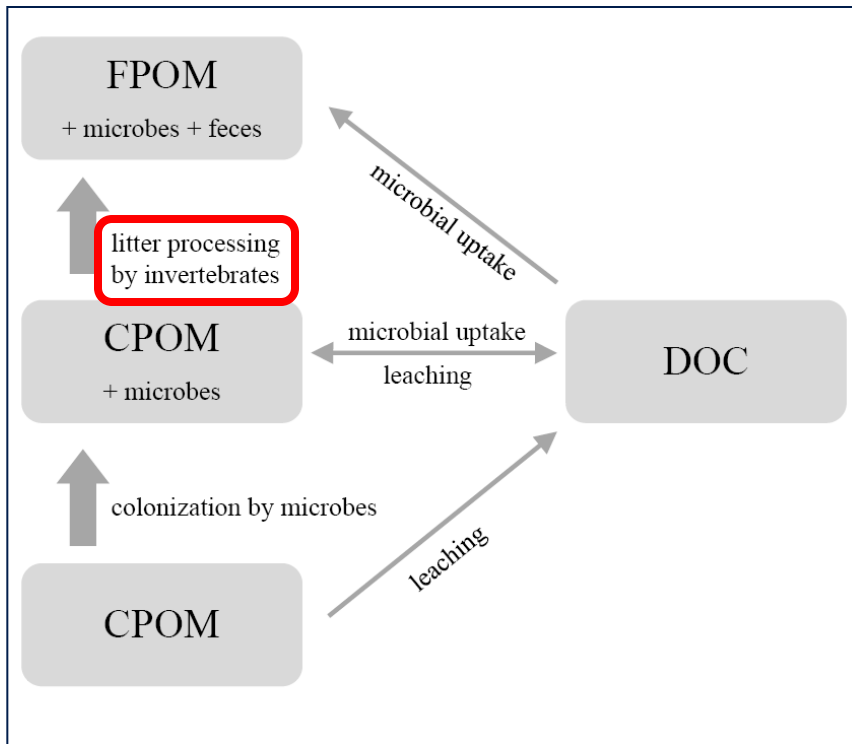 FPOM
+ microbes + feces
microbial uptake
litter processing
by invertebrates
CPOM
+ microbes
microbial uptake
leaching
DOC
colonization by microbes
leaching
CPOM